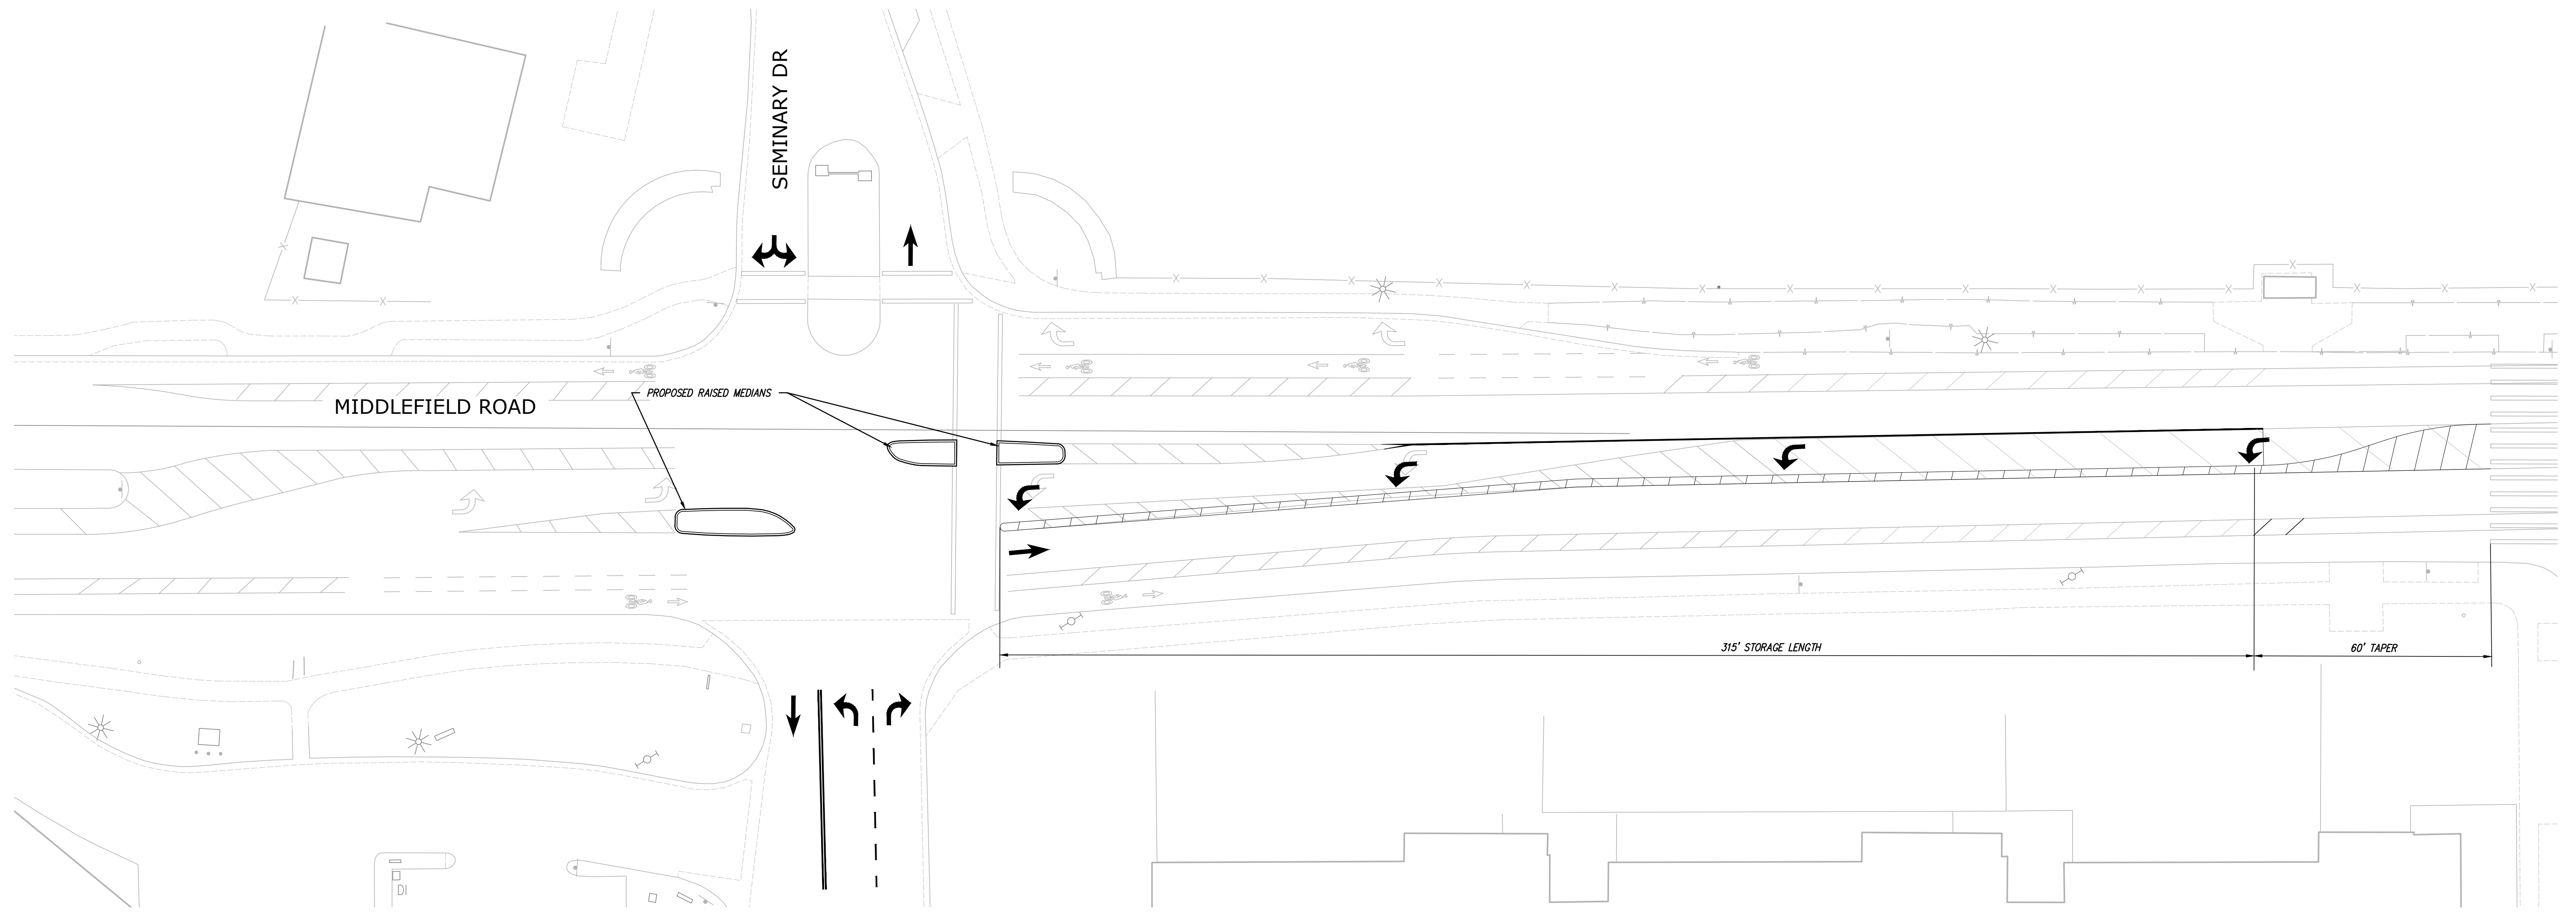 SEMINARY DR
PROPOSED RAISED MEDIANS
MIDDLEFIELD ROAD
315' STORAGE LENGTH
60' TAPER
DI